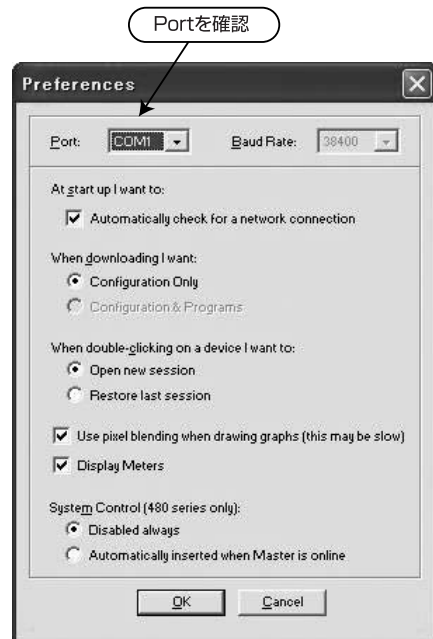 Portを確認
Preferences
Port: COM1 Baud Rate: 38400
At start up I want to:
Automatically check for a network connection
When downloading I want:
Configuration Only
Configuration & Programs
When double-clicking on a device I want to:
Open new session
Restore last session
Use pixel blending when drawing graphs (this may be slow)
Display Meters
System Control (480 series only):
Disabled always
Automatically inserted when Master is online
OK Cancel